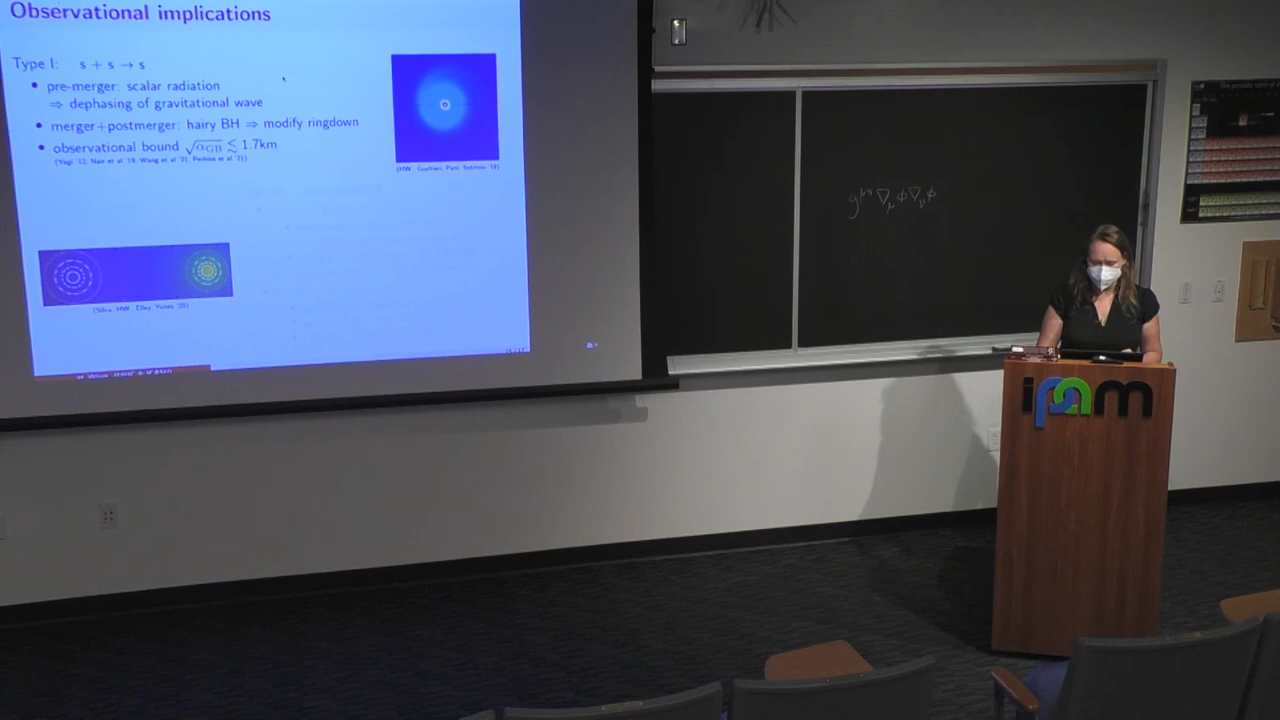 Observational implications
Type I: s + s → s
• pre-merger: scalar radiation
⇒ dephasing of gravitational wave
• merger+postmerger: hairy BH ⇒ modify ringdown
• observational bound √α_GB ≲ 1.7km
(Yagi '12, Nair et al '19, Wang et al '21, Perkins et al '21)
(HW, Gualtieri, Pani, Sotiriou '19)
(Silva, HW, Elley, Yunes '20)
g^μν ∇_μ ϕ ∇_ν ϕ
ipam